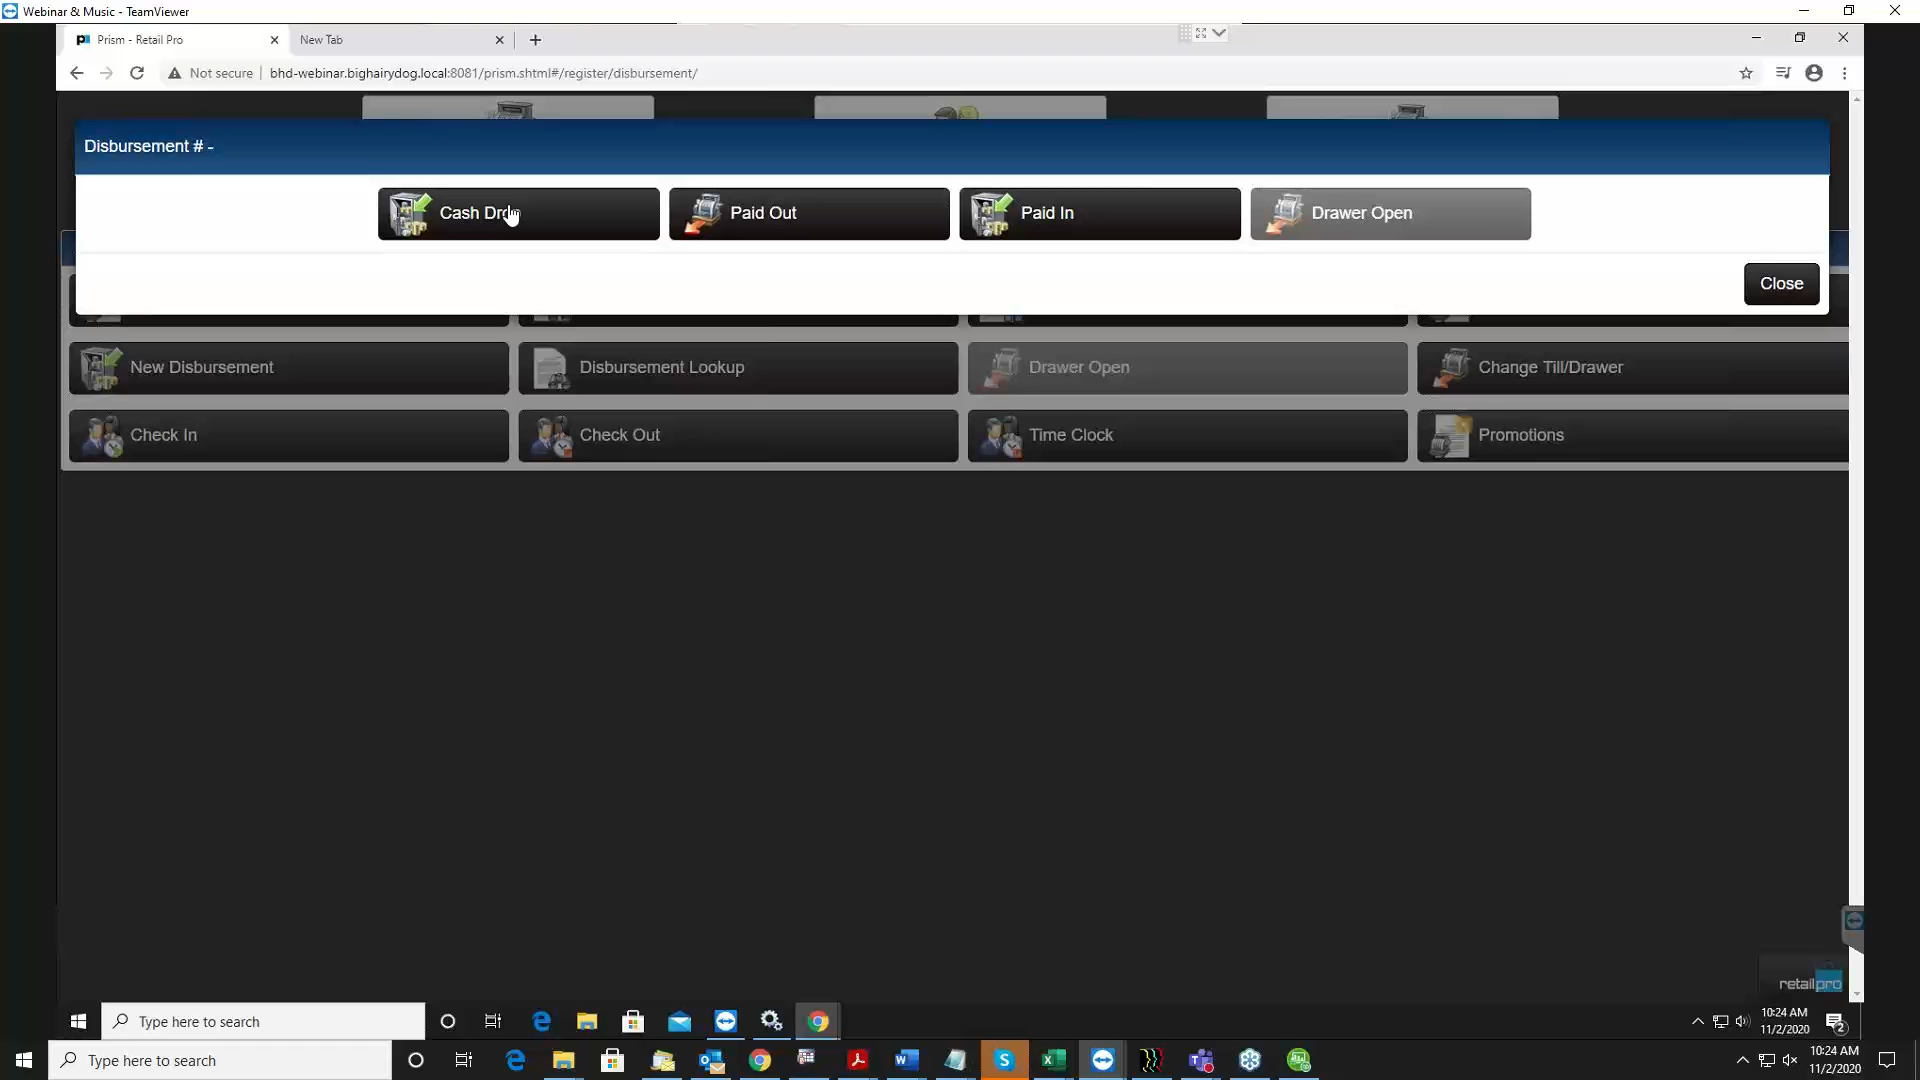 Webinar & Music - TeamViewer
Prism - Retail Pro
New Tab
Not secure
bhd-webinar.bighairydog.local:8081/prism.shtml#/register/disbursement/
Disbursement # -
Cash Drop
Paid Out
Paid In
Drawer Open
Close
New Disbursement
Disbursement Lookup
Drawer Open
Change Till/Drawer
Check In
Check Out
Time Clock
Promotions
retailpro
Type here to search
10:24 AM
11/2/2020
2
Type here to search
10:24 AM
11/2/2020